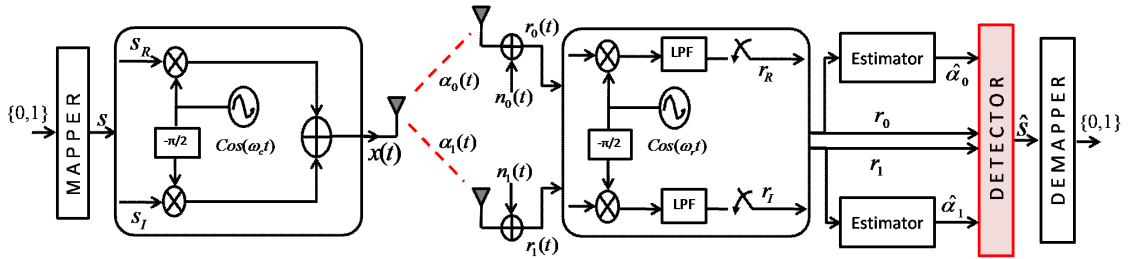 {0,1}
MAPPER
s
s_R
s_I
-π/2
Cos(ω_c t)
x(t)
α_0(t)
α_1(t)
r_0(t)
n_0(t)
n_1(t)
r_1(t)
-π/2
Cos(ω_r t)
LPF
r_R
LPF
r_I
Estimator
α̂_0
r_0
r_1
Estimator
α̂_1
DETECTOR
ŝ
DEMAPPER
{0,1}